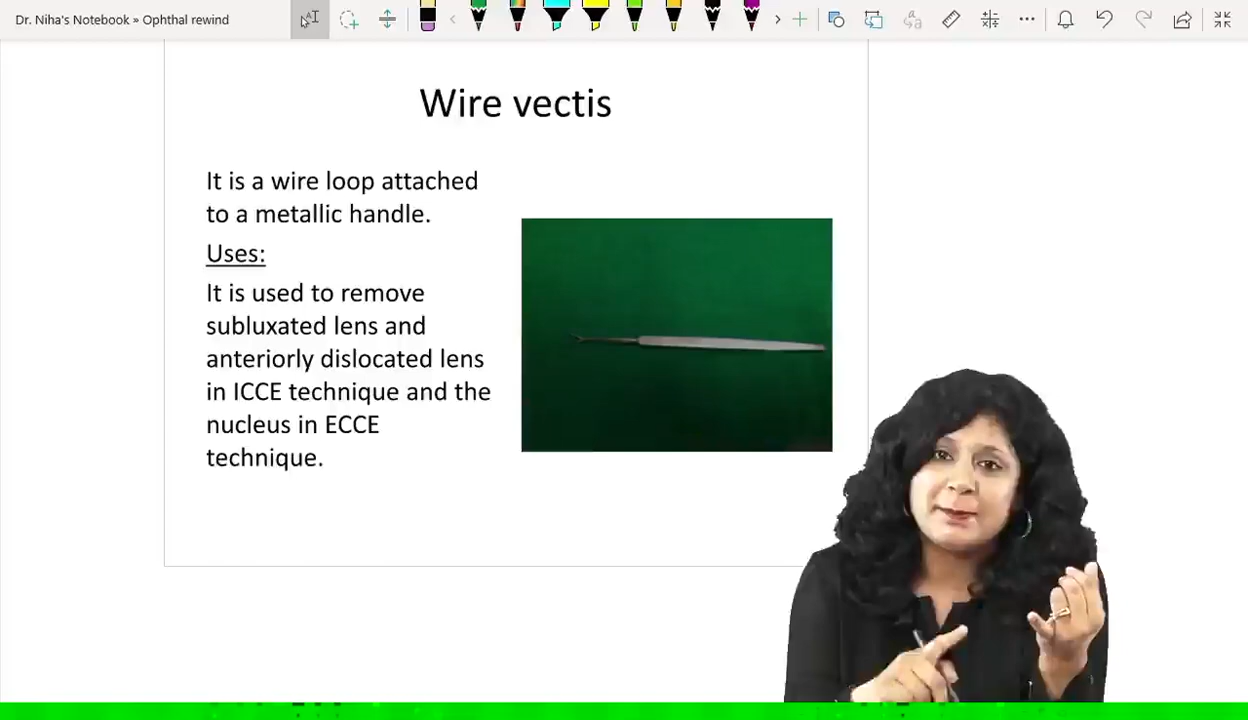 Dr. Niha's Notebook » Ophthal rewind
Wire vectis
It is a wire loop attached
to a metallic handle.
Uses:
It is used to remove
subluxated lens and
anteriorly dislocated lens
in ICCE technique and the
nucleus in ECCE
technique.